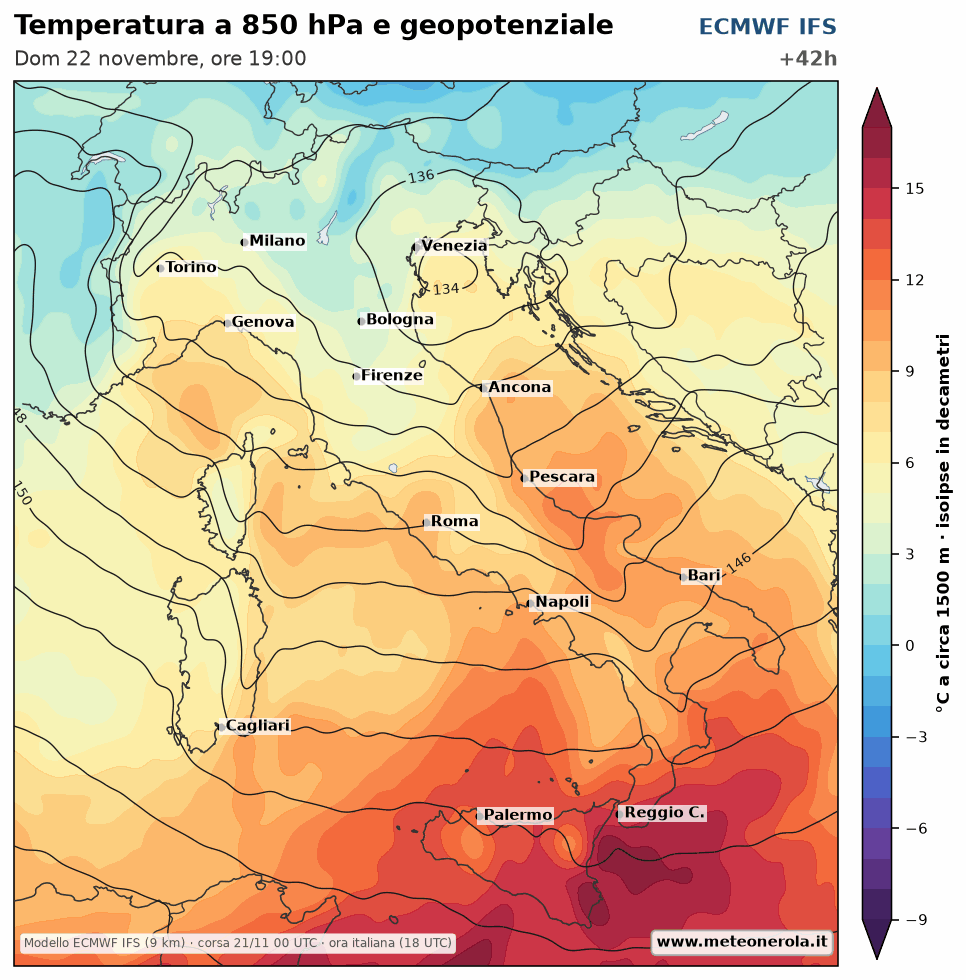 Temperatura a 850 hPa e geopotenziale
ECMWF IFS
Dom 22 novembre, ore 19:00
+42h
136
Milano
Venezia
Torino
134
Genova
Bologna
Firenze
Ancona
48
Pescara
150
Roma
146
Bari
Napoli
Cagliari
Palermo
Reggio C.
Modello ECMWF IFS (9 km) · corsa 21/11 00 UTC · ora italiana (18 UTC)
www.meteonerola.it
15
12
9
6
3
0
−3
−6
−9
°C a circa 1500 m · isoipse in decametri